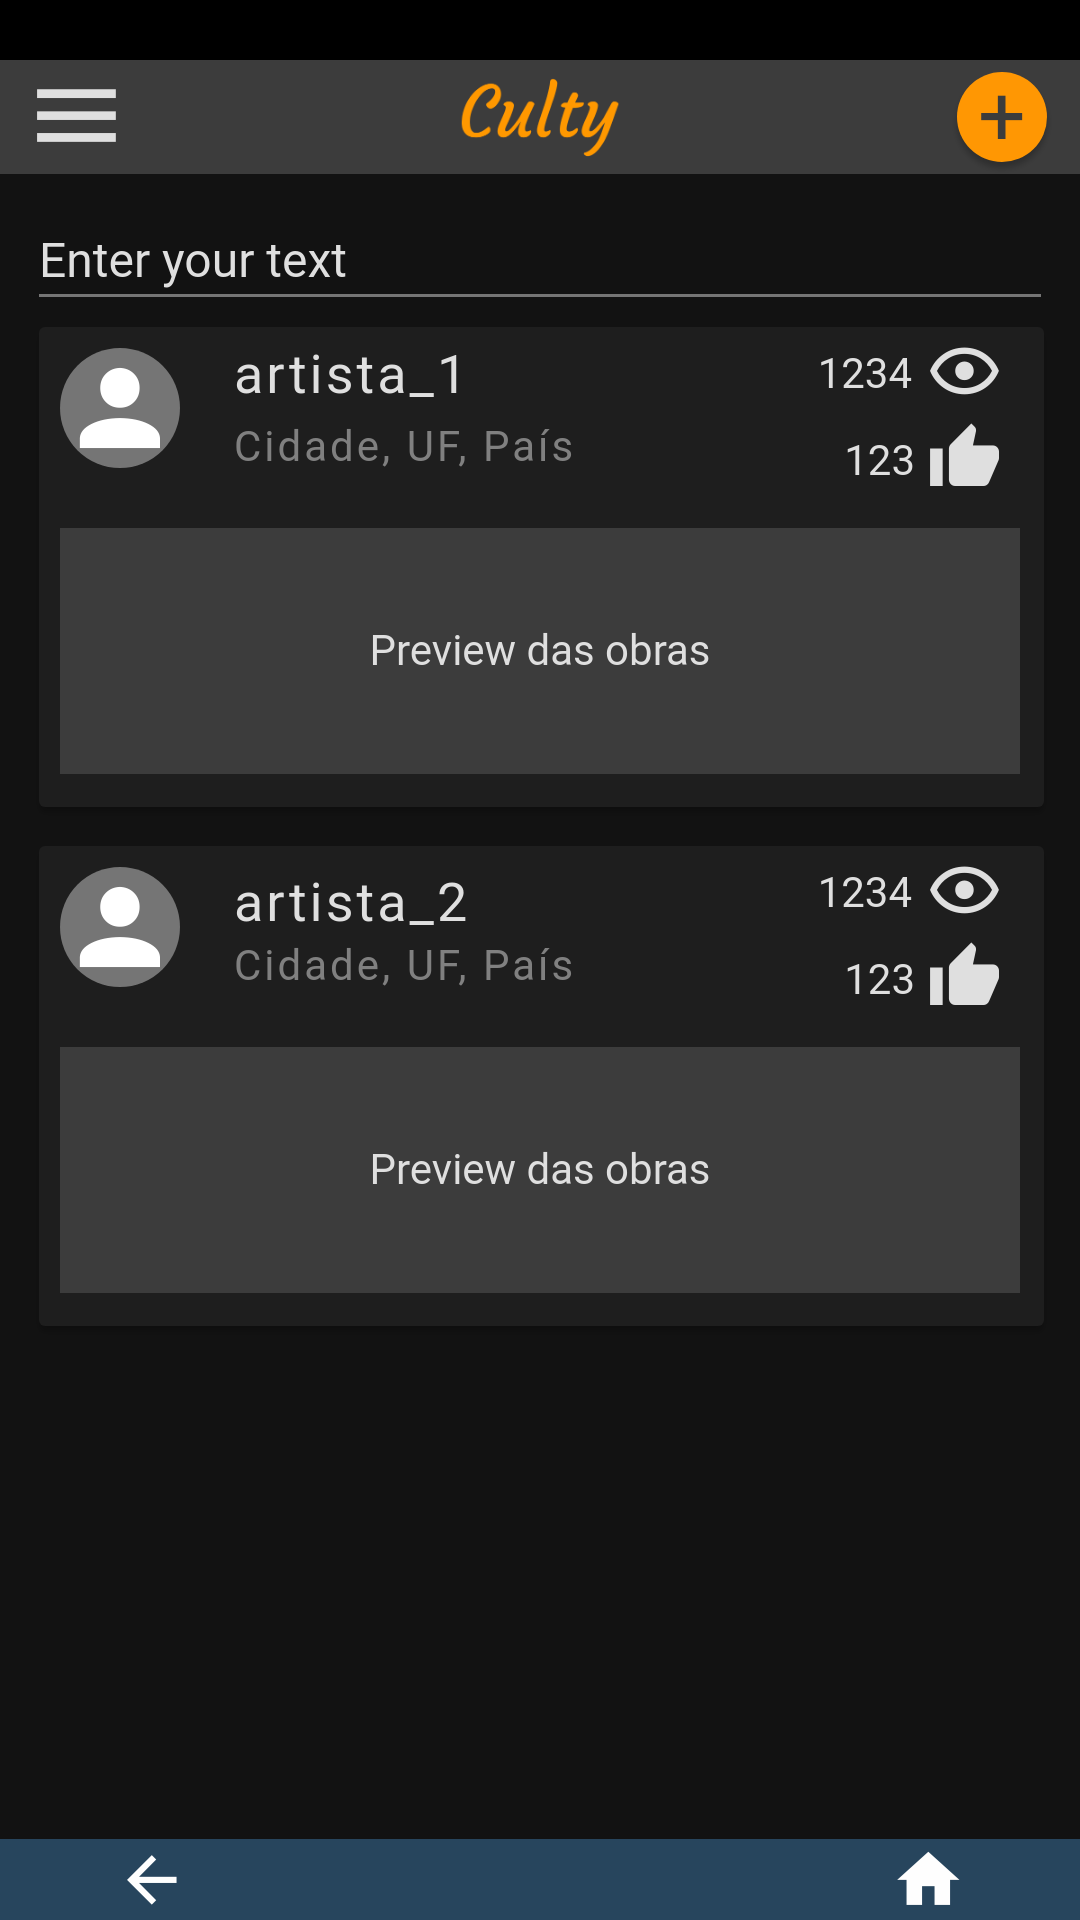 Culty
Enter your text
artista_1
1234
Cidade, UF, País
123
Preview das obras
artista_2
1234
Cidade, UF, País
123
Preview das obras